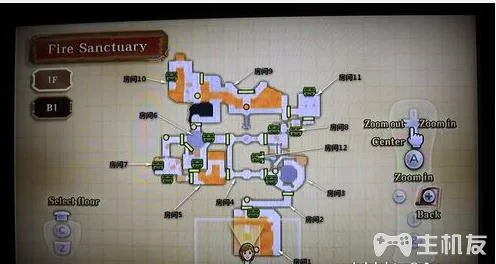 Fire Sanctuary
1F
B1
房间10
房间9
房间11
房间6
房间8
Zoom out
Zoom in
Center
A
房间12
房间7
Zoom in
Select floor
房间3
房间4
房间5
房间2
Back
C
Z
房间1
主机友